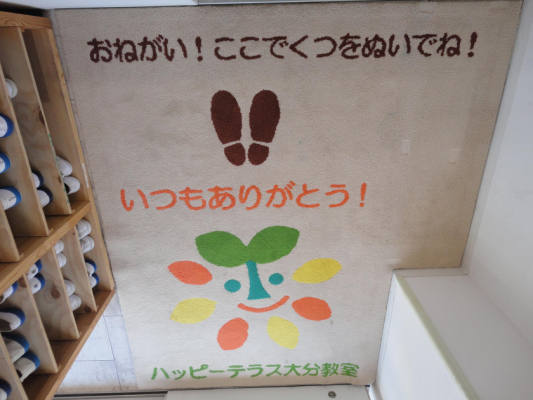 おねがい！ここでくつをぬいでね！
いつもありがとう！
ハッピーテラス大分教室